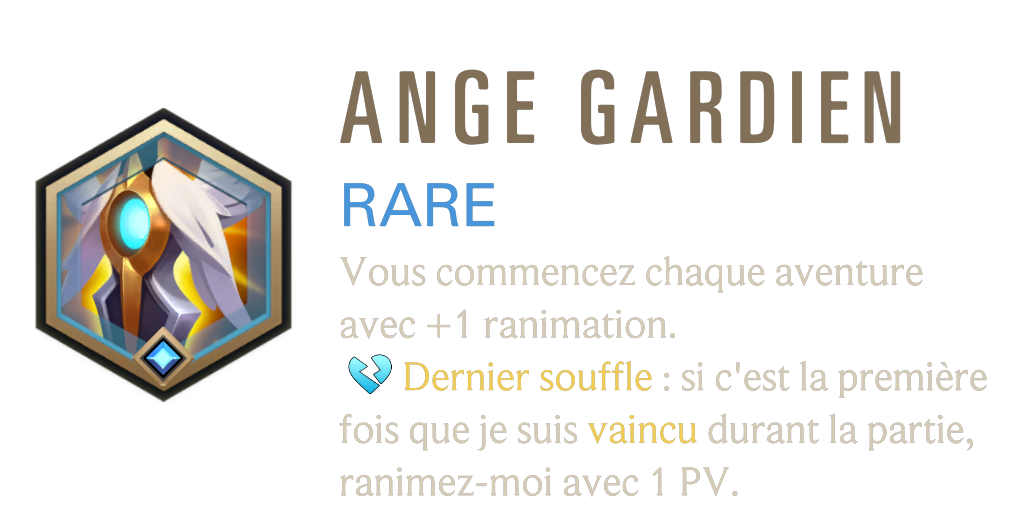 ANGE GARDIEN
RARE
Vous commencez chaque aventure
avec +1 ranimation.
Dernier souffle : si c'est la première
fois que je suis vaincu durant la partie,
ranimez-moi avec 1 PV.